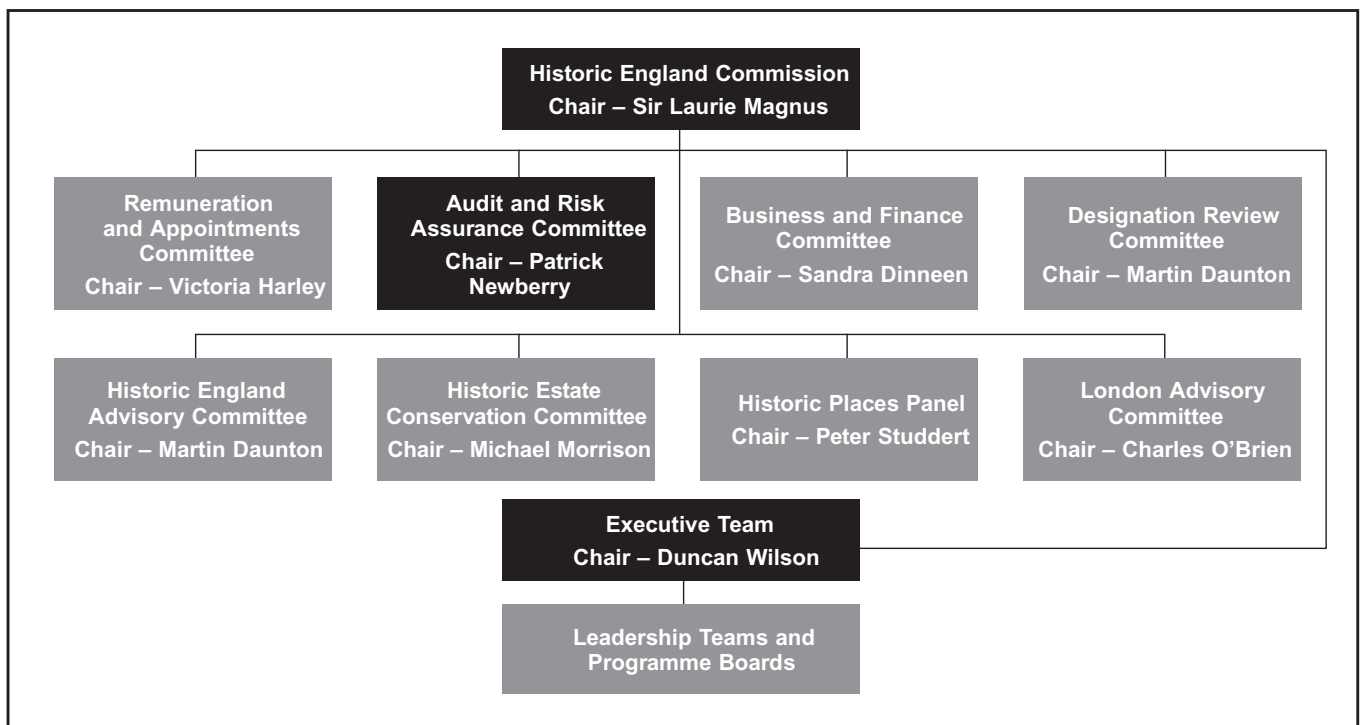 Historic England Commission
Chair – Sir Laurie Magnus
Remuneration
and Appointments
Committee
Chair – Victoria Harley
Audit and Risk
Assurance Committee
Chair – Patrick
Newberry
Business and Finance
Committee
Chair – Sandra Dinneen
Designation Review
Committee
Chair – Martin Daunton
Historic England
Advisory Committee
Chair – Martin Daunton
Historic Estate
Conservation Committee
Chair – Michael Morrison
Historic Places Panel
Chair – Peter Studdert
London Advisory
Committee
Chair – Charles O’Brien
Executive Team
Chair – Duncan Wilson
Leadership Teams and
Programme Boards